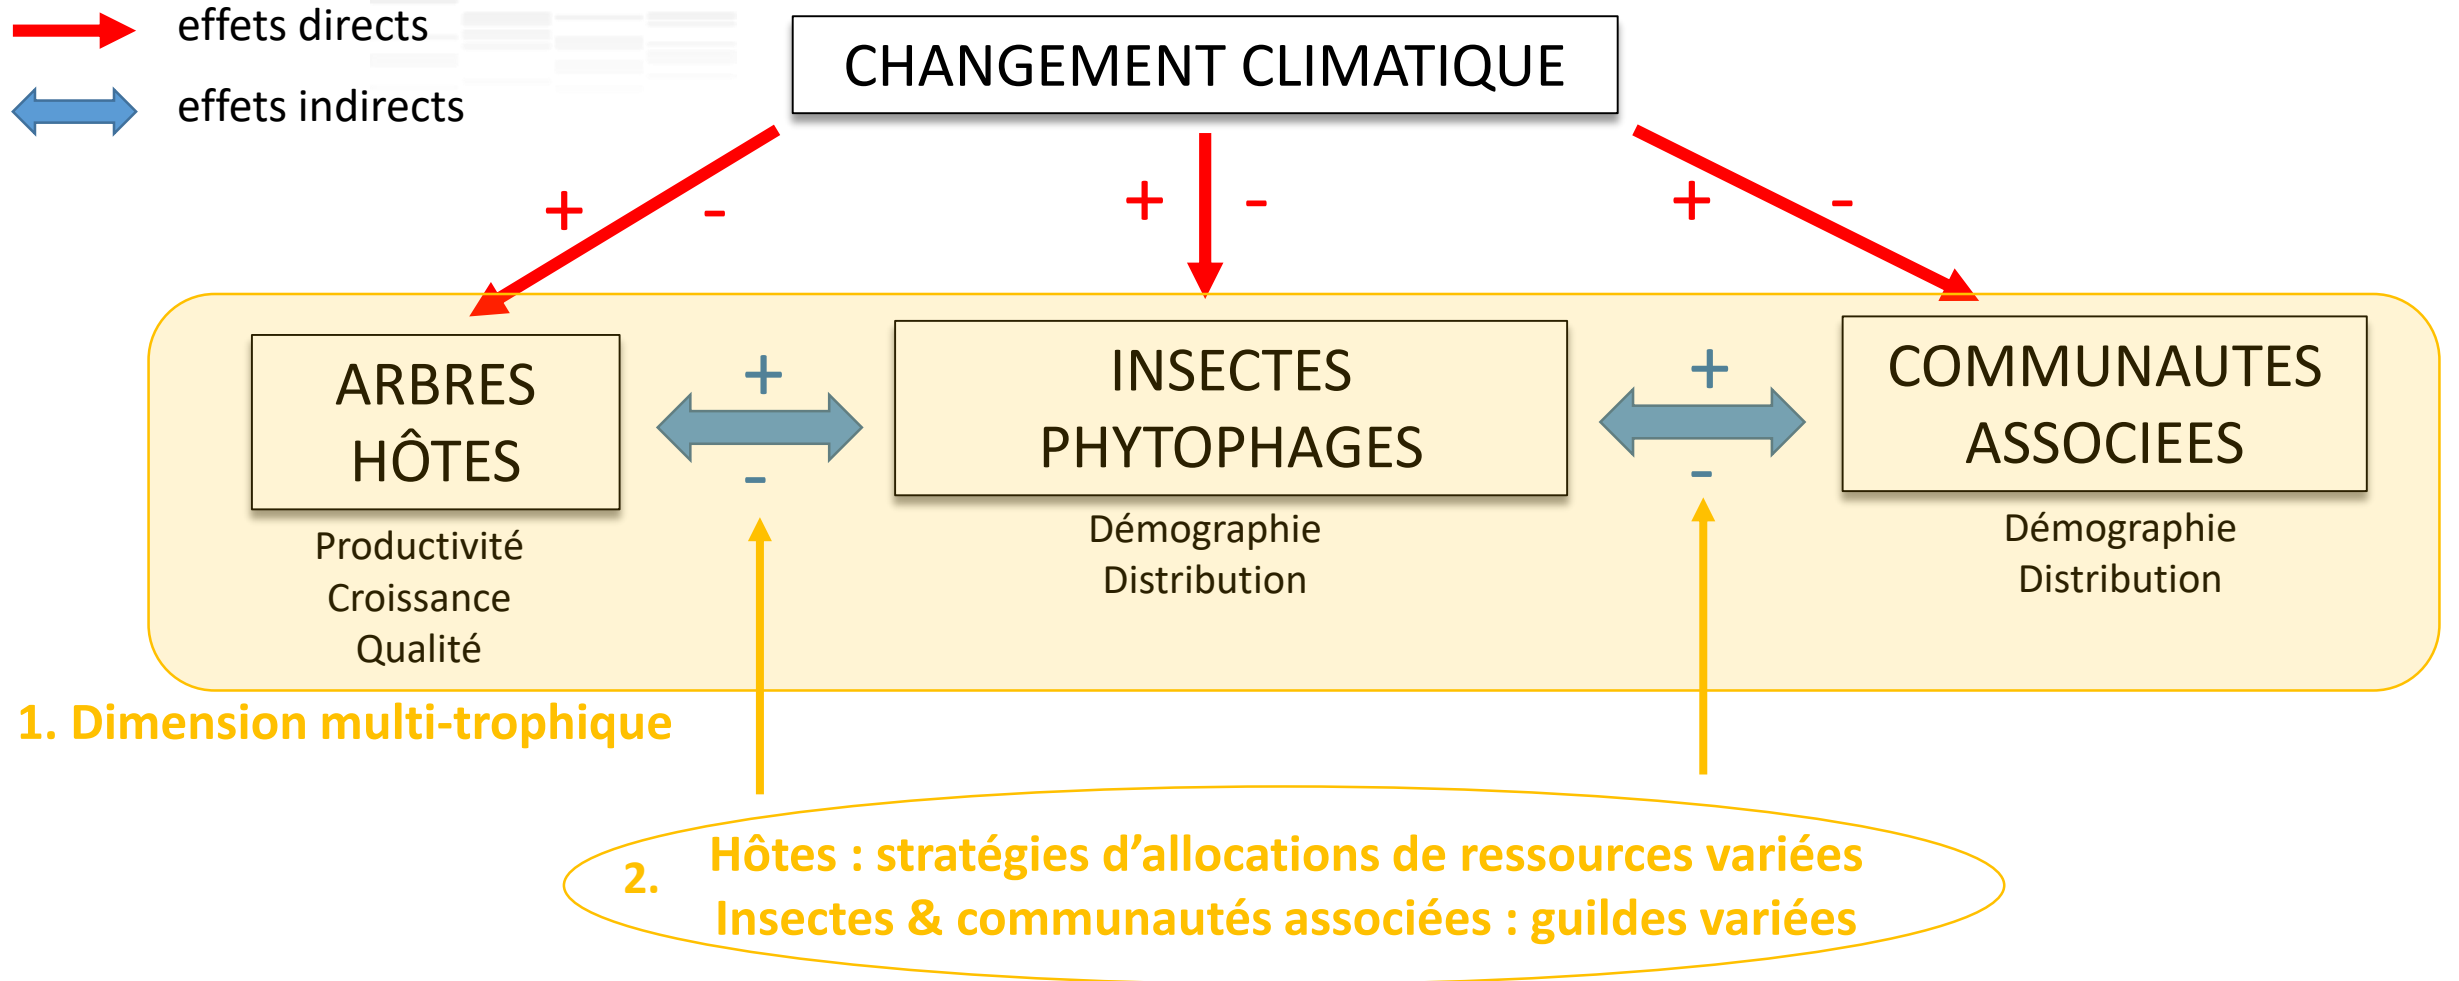 effets directs
effets indirects
CHANGEMENT CLIMATIQUE
+ -
+ -
+ -
ARBRES
HÔTES
Productivité
Croissance
Qualité
+
-
INSECTES
PHYTOPHAGES
Démographie
Distribution
+
-
COMMUNAUTES
ASSOCIEES
Démographie
Distribution
1. Dimension multi-trophique
2.
Hôtes : stratégies d’allocations de ressources variées
Insectes & communautés associées : guildes variées